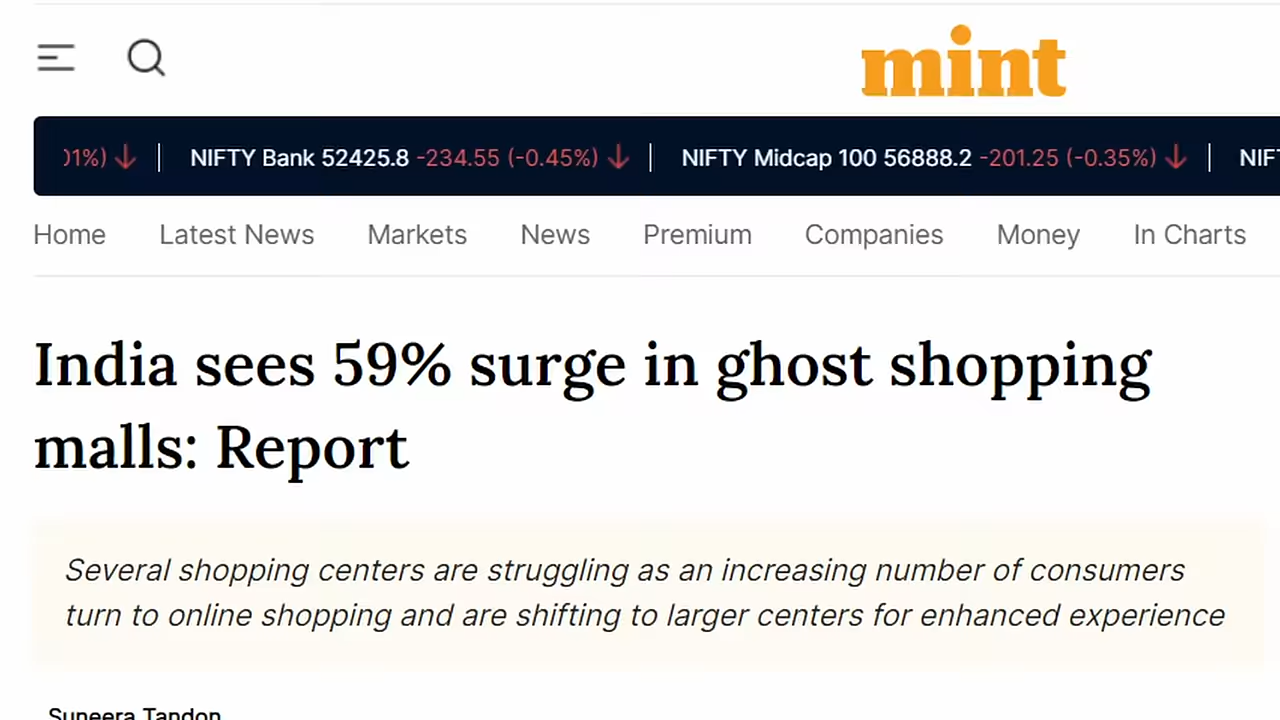 mint
01%) ↓ | NIFTY Bank 52425.8 -234.55 (-0.45%) ↓ | NIFTY Midcap 100 56888.2 -201.25 (-0.35%) ↓ | NIF
Home Latest News Markets News Premium Companies Money In Charts
India sees 59% surge in ghost shopping
malls: Report
Several shopping centers are struggling as an increasing number of consumers
turn to online shopping and are shifting to larger centers for enhanced experience
Suneera Tandon